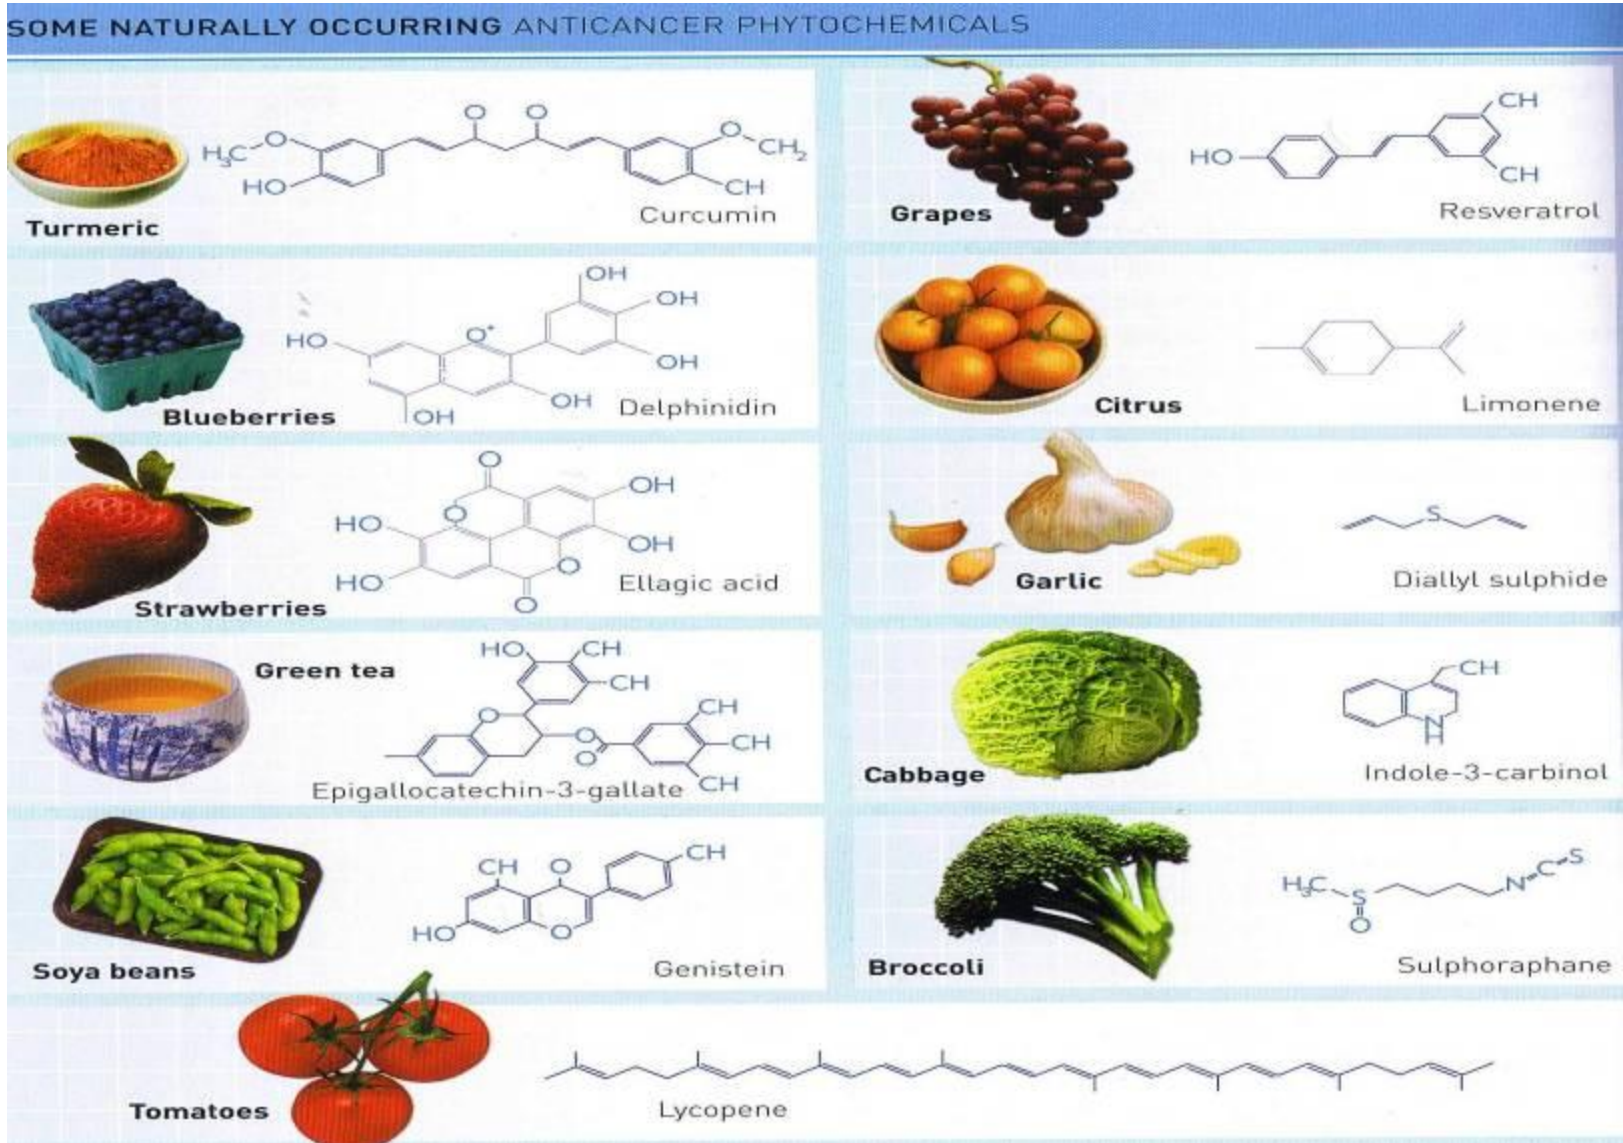 SOME NATURALLY OCCURRING ANTICANCER PHYTOCHEMICALS
O O
H₃C O O CH₂
HO CH
Turmeric
Curcumin
CH
HO
CH
Grapes
Resveratrol
OH
OH
HO O⁺
OH
OH
OH
Blueberries
Delphinidin
Citrus
Limonene
O
OH
O
HO
OH
HO O
O
Strawberries
Ellagic acid
S
Garlic
Diallyl sulphide
Green tea
HO CH
CH
O CH
O CH
O
CH
Epigallocatechin-3-gallate
CH
N
H
Cabbage
Indole-3-carbinol
CH O CH
HO O
Soya beans
Genistein
H₃C S N C S
O
Broccoli
Sulphoraphane
Tomatoes
Lycopene